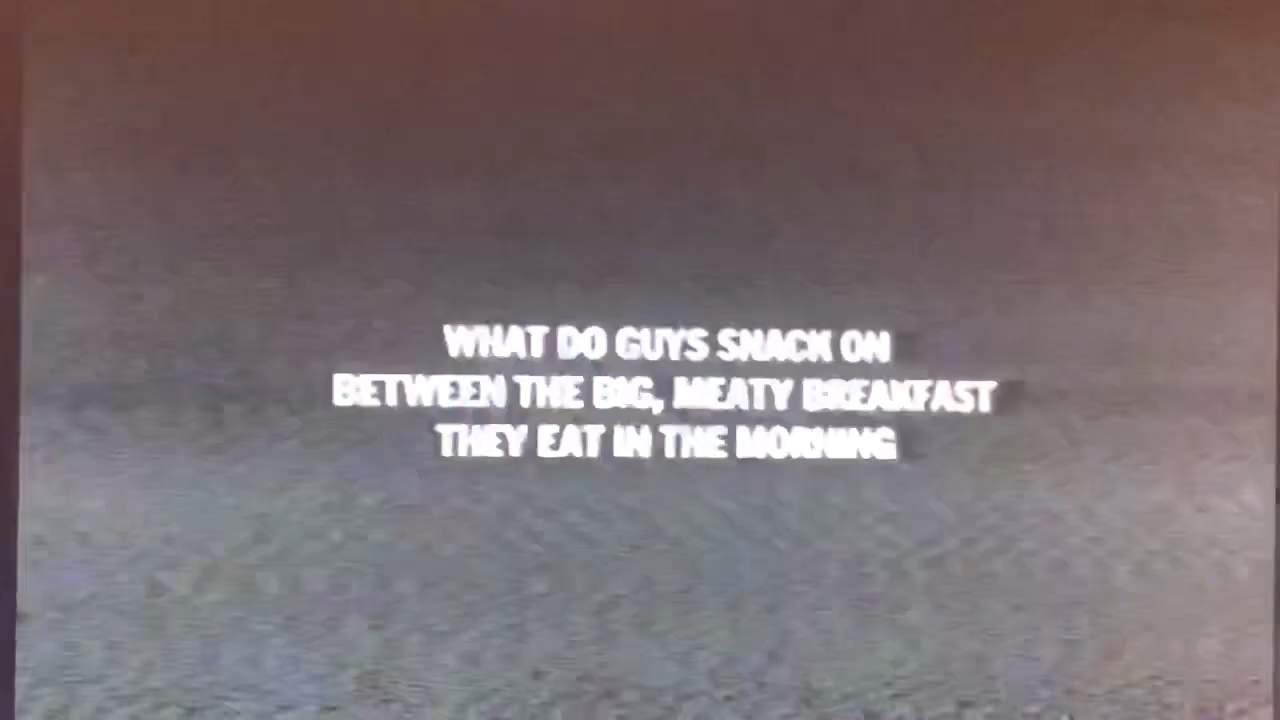 WHAT DO GUYS SNACK ON
BETWEEN THE BIG, MEATY BREAKFAST
THEY EAT IN THE MORNING